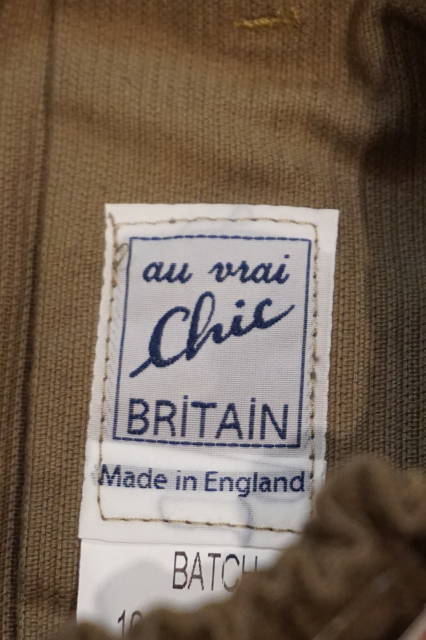 au vrai
Chic
BRiTAiN
Made in England
BATCH